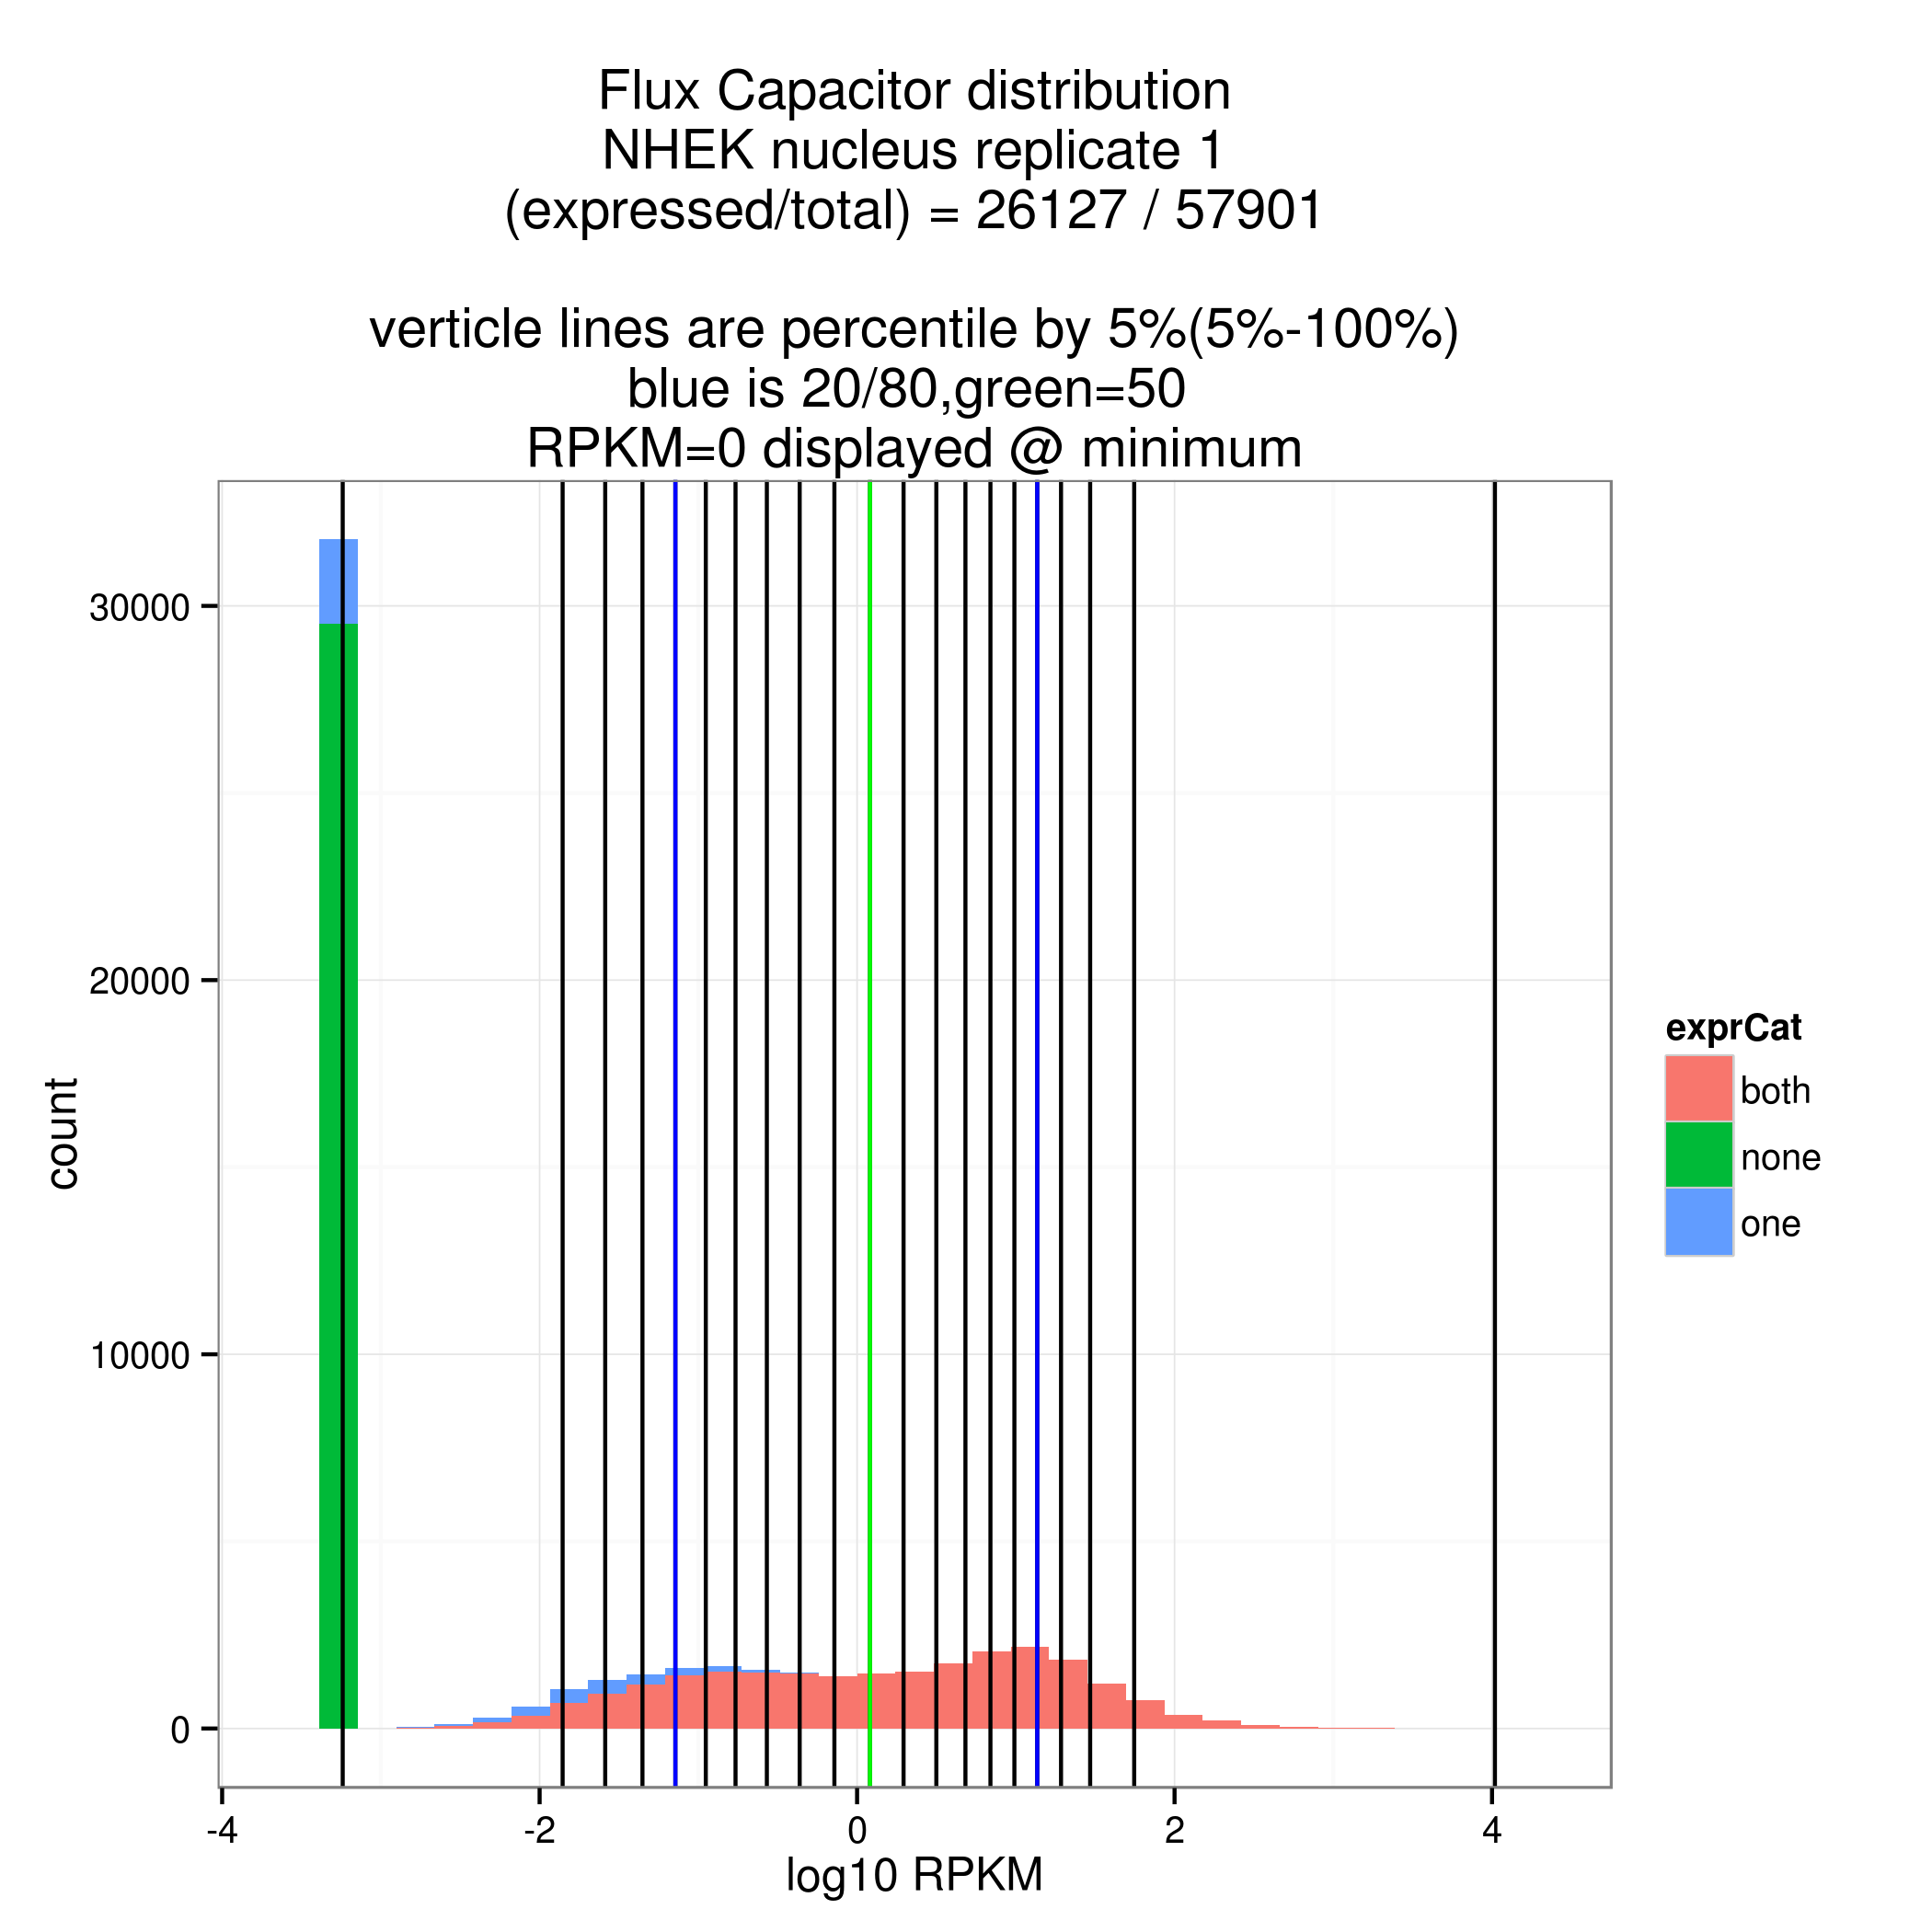 Flux Capacitor distribution
NHEK nucleus replicate 1
(expressed/total) = 26127 / 57901
verticle lines are percentile by 5%(5%-100%)
blue is 20/80,green=50
RPKM=0 displayed @ minimum
30000
20000
10000
0
count
-4
-2
0
2
4
log10 RPKM
exprCat
both
none
one